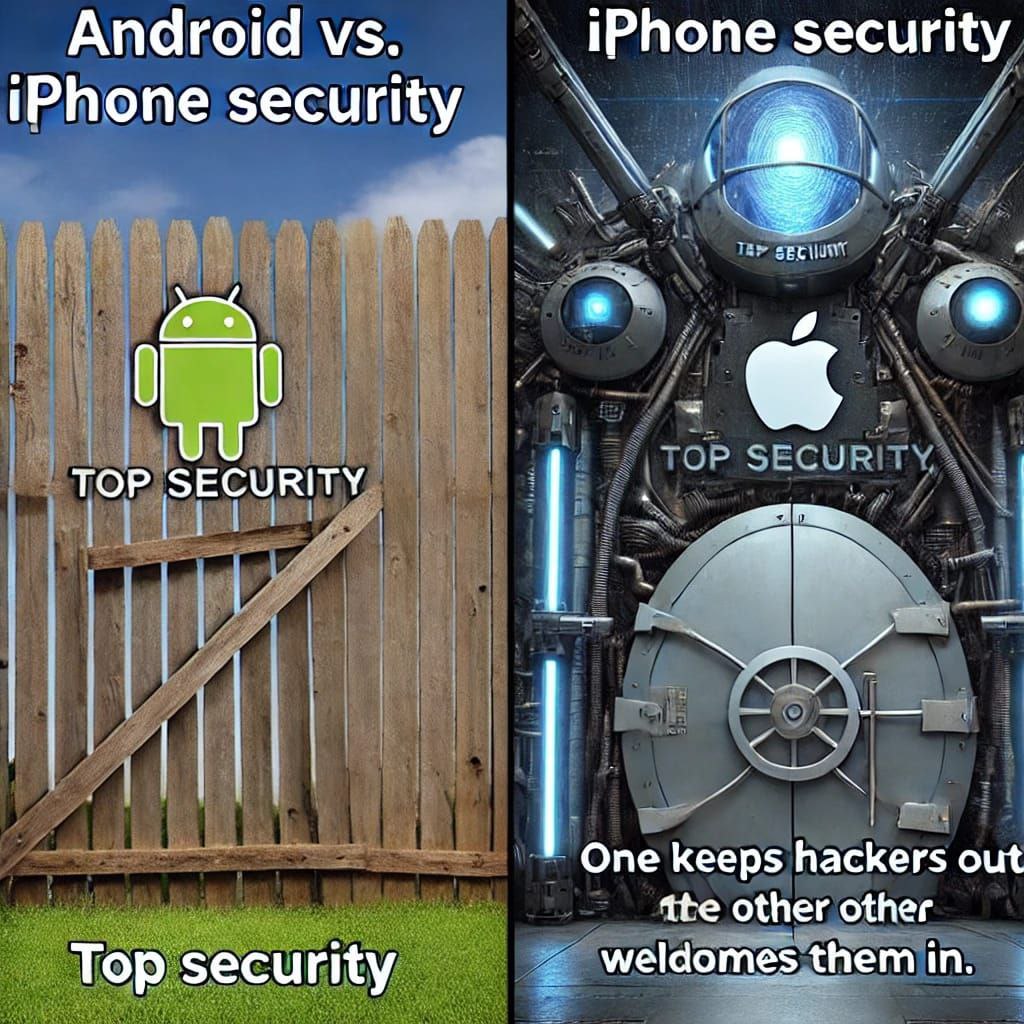 Android vs.
iPhone security
TOP SECURITY
Top security
iPhone security
TOP SECURITY
One keeps hackers out
other other
weldomes them in.